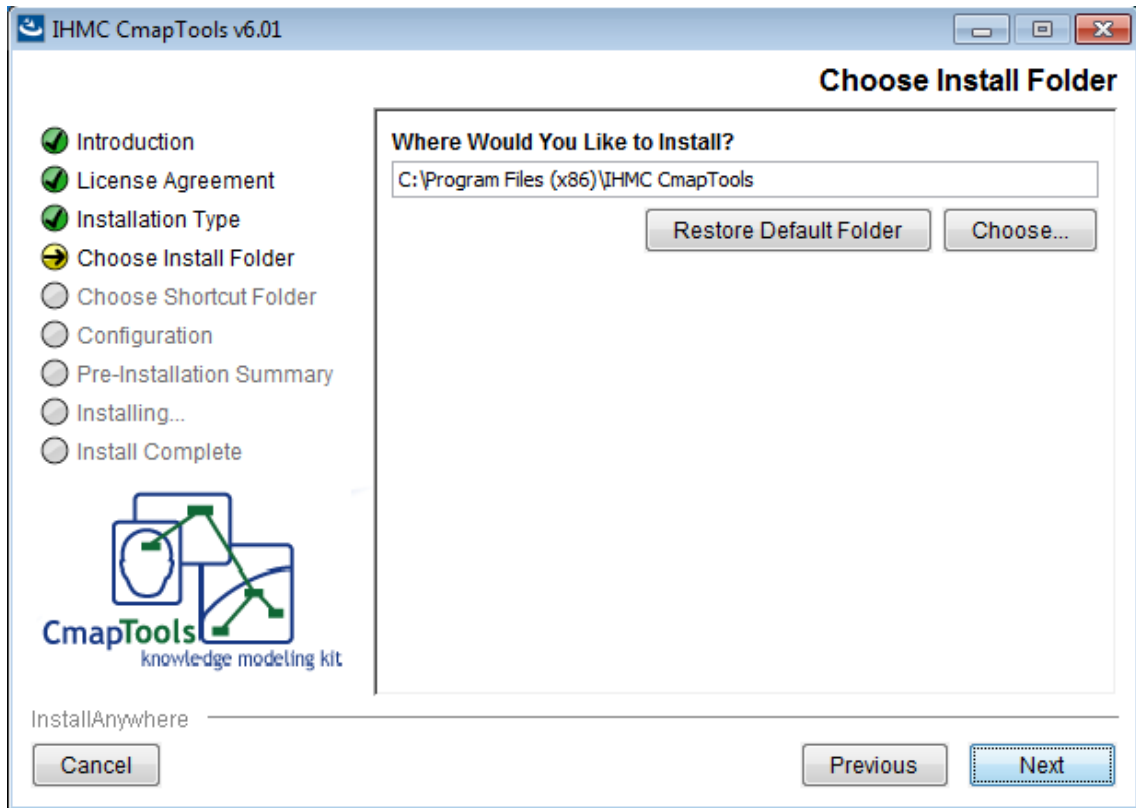 IHMC CmapTools v6.01
Choose Install Folder
Introduction
License Agreement
Installation Type
Choose Install Folder
Choose Shortcut Folder
Configuration
Pre-Installation Summary
Installing...
Install Complete
Where Would You Like to Install?
C:\Program Files (x86)\IHMC CmapTools
Restore Default Folder Choose...
CmapTools
knowledge modeling kit
InstallAnywhere
Cancel Previous Next